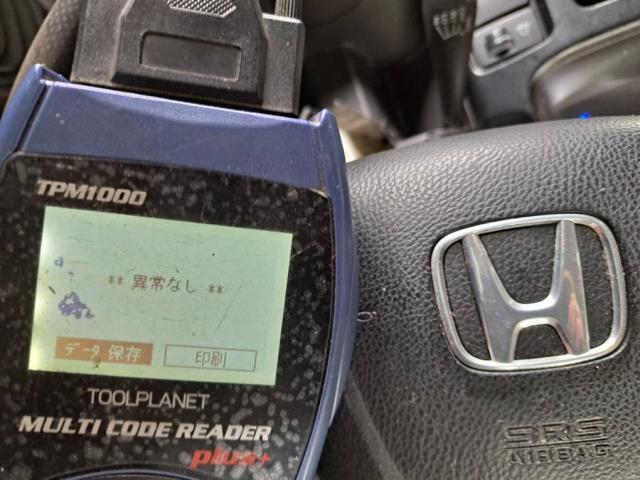 TPM1000
** 異常なし **
データ 保存
印刷
TOOLPLANET
MULTI CODE READER
plus+
SRS
AIRBAG